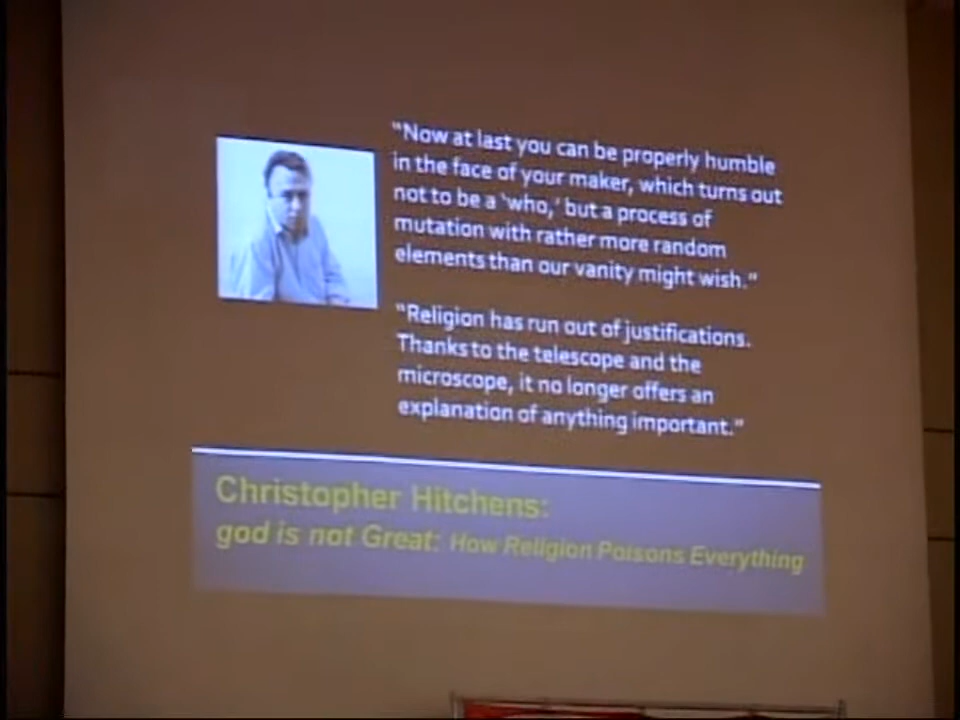 "Now at last you can be properly humble
in the face of your maker, which turns out
not to be a 'who,' but a process of
mutation with rather more random
elements than our vanity might wish."
"Religion has run out of justifications.
Thanks to the telescope and the
microscope, it no longer offers an
explanation of anything important."
Christopher Hitchens:
god is not Great: How Religion Poisons Everything